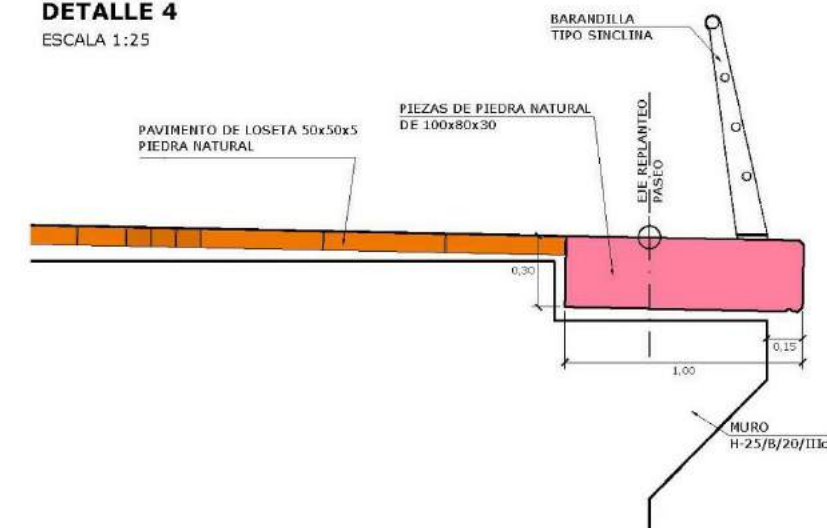 DETALLE 4
ESCALA 1:25
BARANDILLA
TIPO SINCLINA
PIEZAS DE PIEDRA NATURAL
DE 100x80x30
PAVIMENTO DE LOSETA 50x50x5
PIEDRA NATURAL
EJE REPLANTEO
PASEO
0,30
0,15
1,00
MURO
H-25/B/20/IIIc